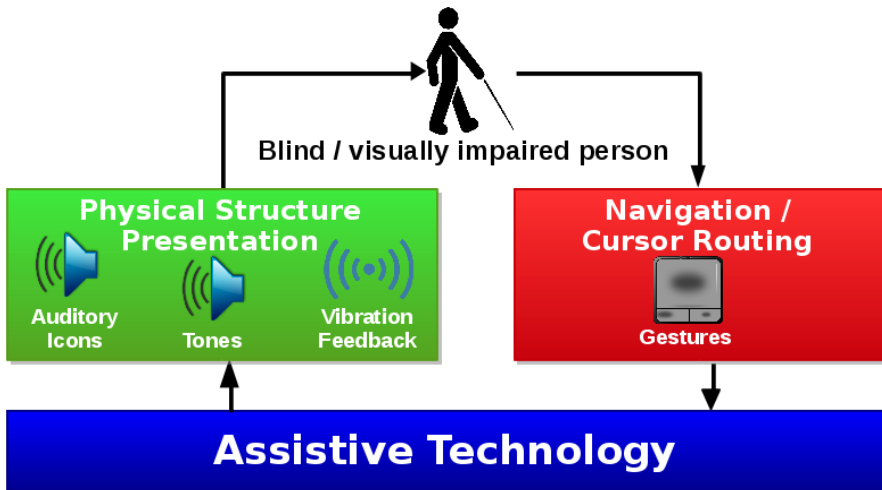 Blind / visually impaired person
Physical Structure
Presentation
Auditory
Icons
Tones
Vibration
Feedback
Navigation /
Cursor Routing
Gestures
Assistive Technology